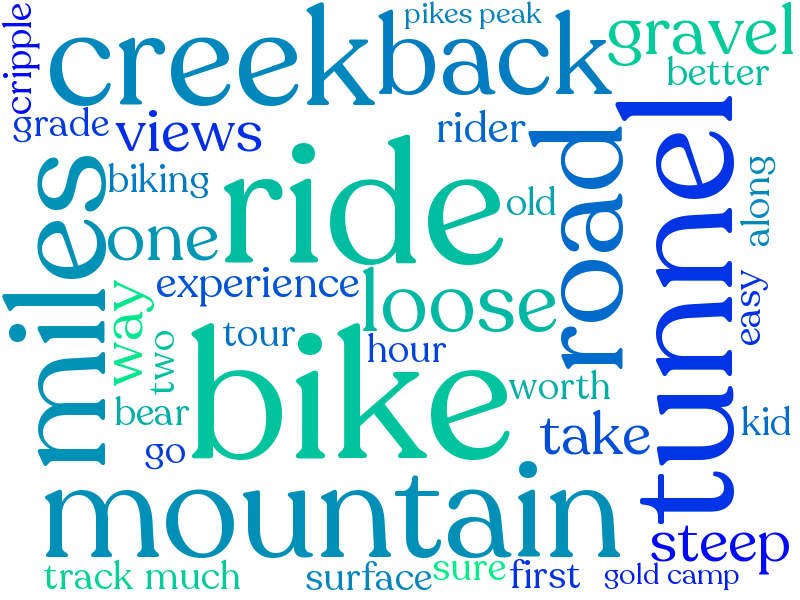 pikes peak
cripple
creek
back
gravel
better
grade
views
rider
road
tunnel
miles
biking
ride
old
along
one
experience
loose
way
two
tour
hour
easy
bike
worth
bear
go
take
kid
mountain
steep
track much
surface
sure
first
gold camp